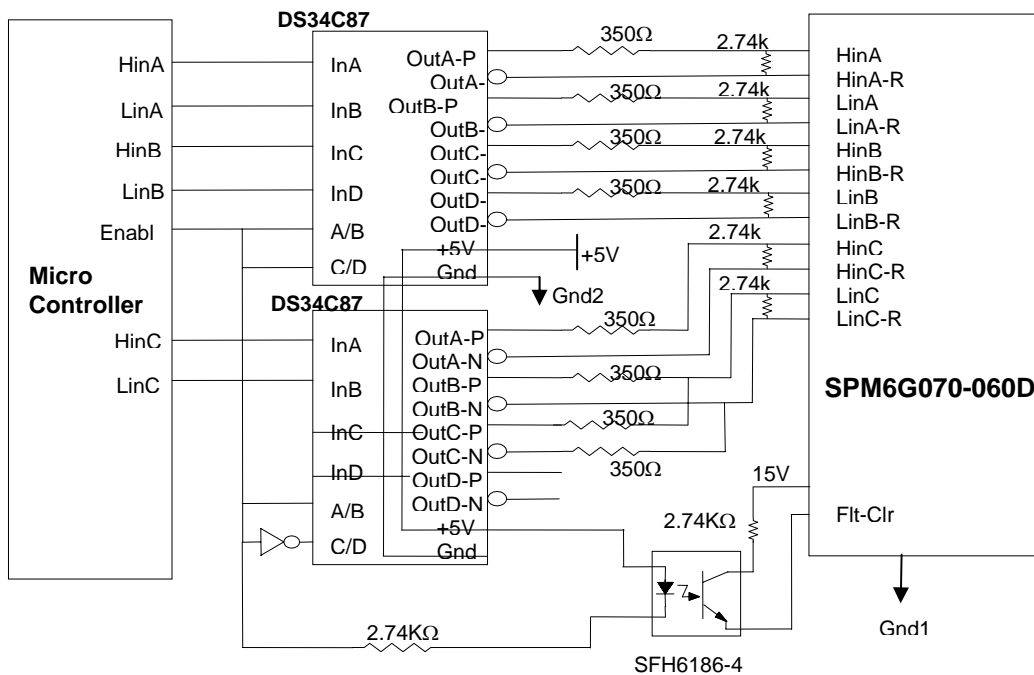 DS34C87
350Ω
2.74k
HinA
InA
OutA-P
HinA
OutA-
350Ω
2.74k
HinA-R
LinA
InB
OutB-P
LinA
OutB-
350Ω
2.74k
LinA-R
HinB
InC
OutC-
HinB
OutC-
350Ω
2.74k
HinB-R
LinB
InD
OutD-
LinB
OutD-
LinB-R
Enabl
A/B
+5V
+5V
2.74k
HinC
C/D
Gnd
Gnd2
HinC-R
Micro
Controller
DS34C87
2.74k
LinC
350Ω
LinC-R
HinC
InA
OutA-P
OutA-N
350Ω
LinC
InB
OutB-P
OutB-N
SPM6G070-060D
InC
OutC-P
350Ω
OutC-N
InD
OutD-P
350Ω
15V
OutD-N
A/B
+5V
2.74KΩ
Flt-Clr
C/D
Gnd
2.74KΩ
Gnd1
SFH6186-4